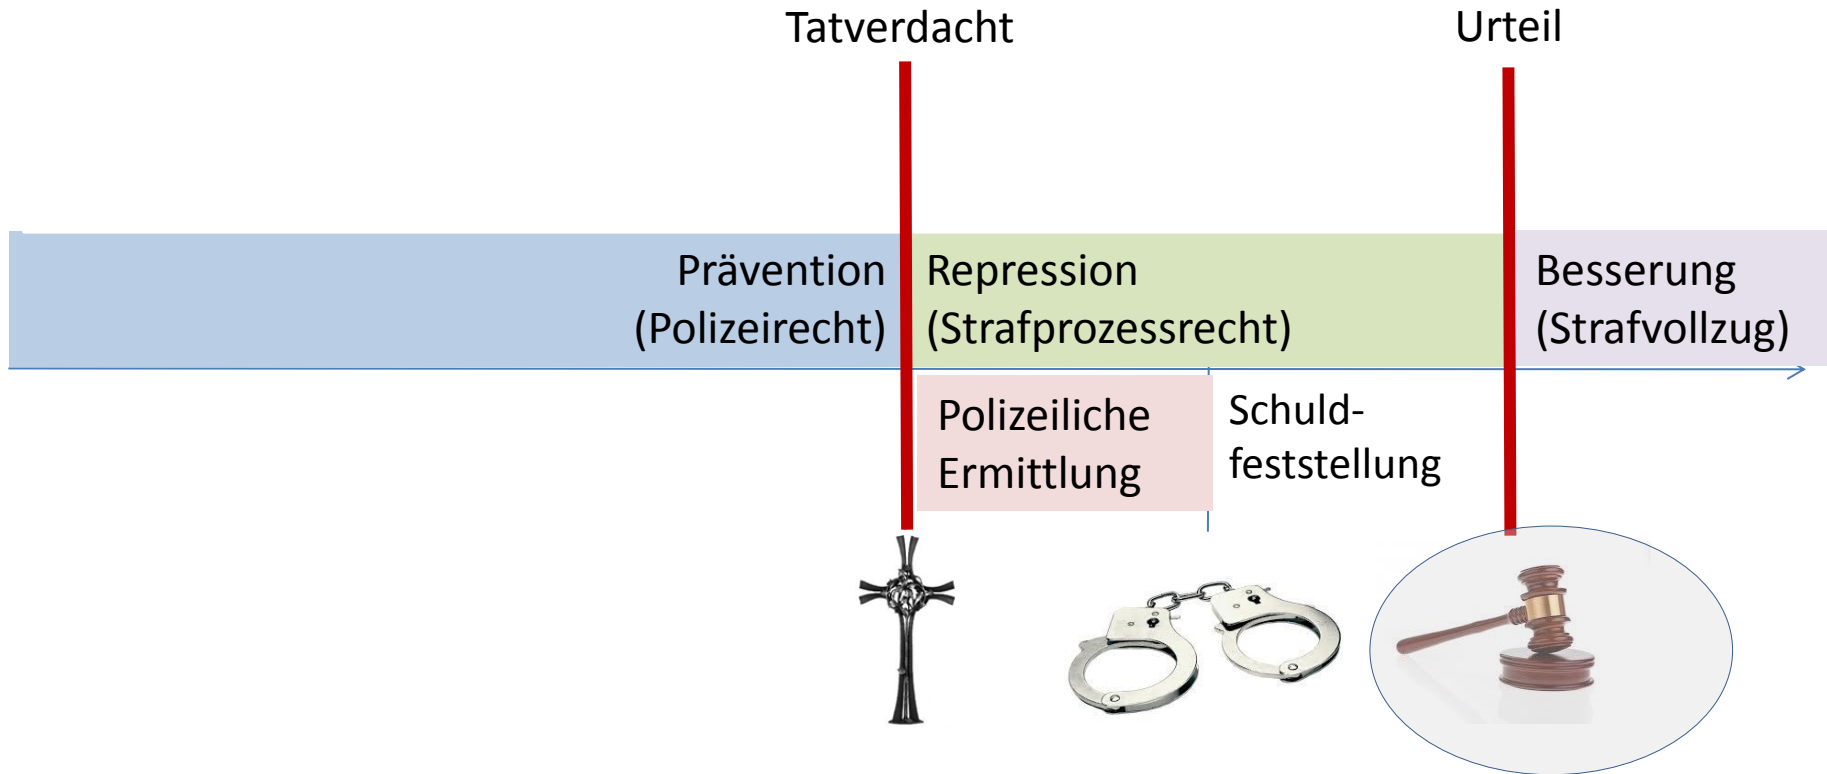 Tatverdacht
Urteil
Prävention
(Polizeirecht)
Repression
(Strafprozessrecht)
Besserung
(Strafvollzug)
Polizeiliche
Ermittlung
Schuld-
feststellung